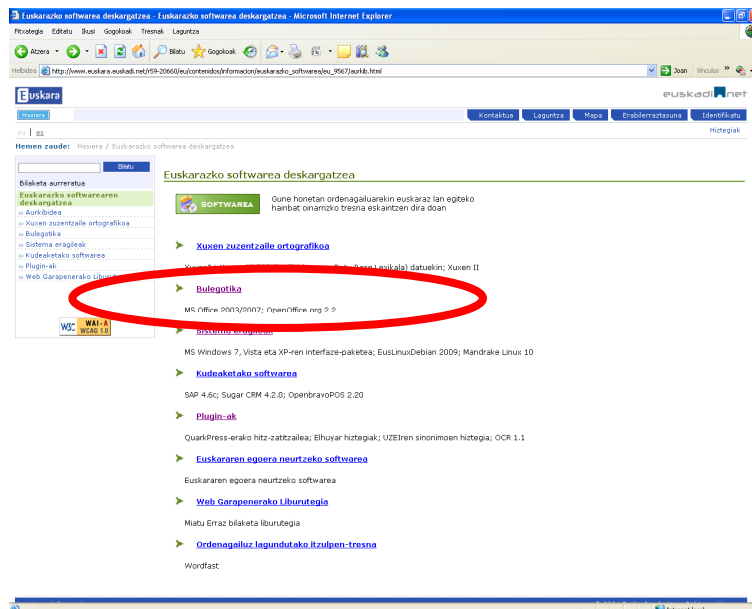 Euskarazko softwarea deskargatzea - Euskarazko softwarea deskargatzea - Microsoft Internet Explorer
Fitxategia Editatu Ikusi Gogokoak Tresnak Laguntza
Atzera Bilatu Gogokoak
Helbidea http://www.euskara.euskadi.net/r59-20660/eu/contenidos/informacion/euskarazko_softwarea/eu_9567/aurkib.html Joan Vínculos »
Euskara euskadi.net
Hasiera Kontaktua Laguntza Mapa Erabilerraztasuna Identifikatu
eu | es Hiztegiak
Hemen zaude: Hasiera / Euskarazko softwarea deskargatzea
Bilatu
Bilaketa aurreratua
Euskarazko softwarearen
deskargatzea
» Aurkibidea
» Xuxen zuzentzaile ortografikoa
» Bulegotika
» Sistema eragileak
» Kudeaketako softwarea
» Plugin-ak
» Web Garapenerako
W3C WAI-A
WCAG 1.0
Euskarazko softwarea deskargatzea
SOFTWAREA
Gune honetan ordenagailuarekin euskaraz lan egiteko
hainbat oinarrizko tresna eskaintzen dira doan
Xuxen zuzentzaile ortografikoa
Lexikala) datuekin; Xuxen II
Bulegotika
MS Office 2003/2007; OpenOffice.org 2.2
Sistema eragileak
MS Windows 7, Vista eta XP-ren interfaze-paketea; EusLinuxDebian 2009; Mandrake Linux 10
Kudeaketako softwarea
SAP 4.6c; Sugar CRM 4.2.0; OpenbravoPOS 2.20
Plugin-ak
QuarkPress-erako hitz-zatitzailea; Elhuyar hiztegiak; UZEIren sinonimoen hiztegia; OCR 1.1
Euskararen egoera neurtzeko softwarea
Euskararen egoera neurtzeko softwarea
Web Garapenerako Liburutegia
Miatu Erraz bilaketa liburutegia
Ordenagailuz lagundutako itzulpen-tresna
Wordfast